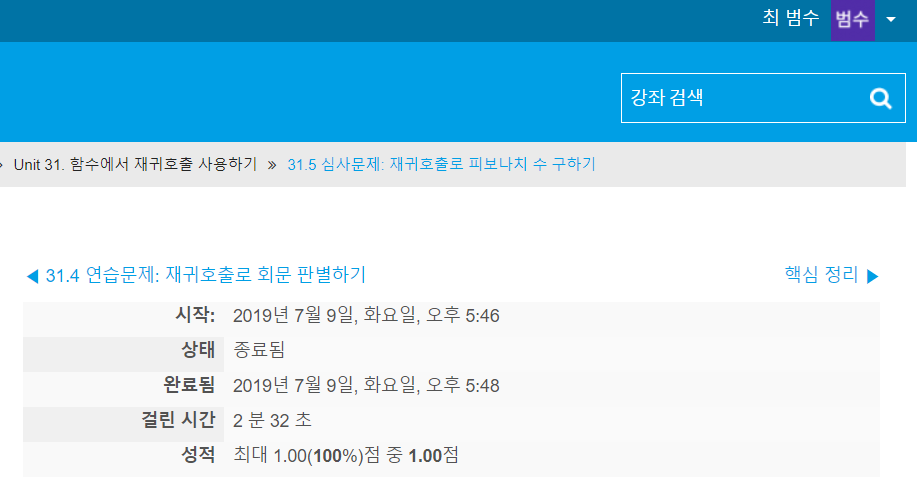 최 범수 범수
강좌 검색
Unit 31. 함수에서 재귀호출 사용하기 » 31.5 심사문제: 재귀호출로 피보나치 수 구하기
◀ 31.4 연습문제: 재귀호출로 회문 판별하기 핵심 정리 ▶
시작: 2019년 7월 9일, 화요일, 오후 5:46
상태 종료됨
완료됨 2019년 7월 9일, 화요일, 오후 5:48
걸린 시간 2 분 32 초
성적 최대 1.00(100%)점 중 1.00점